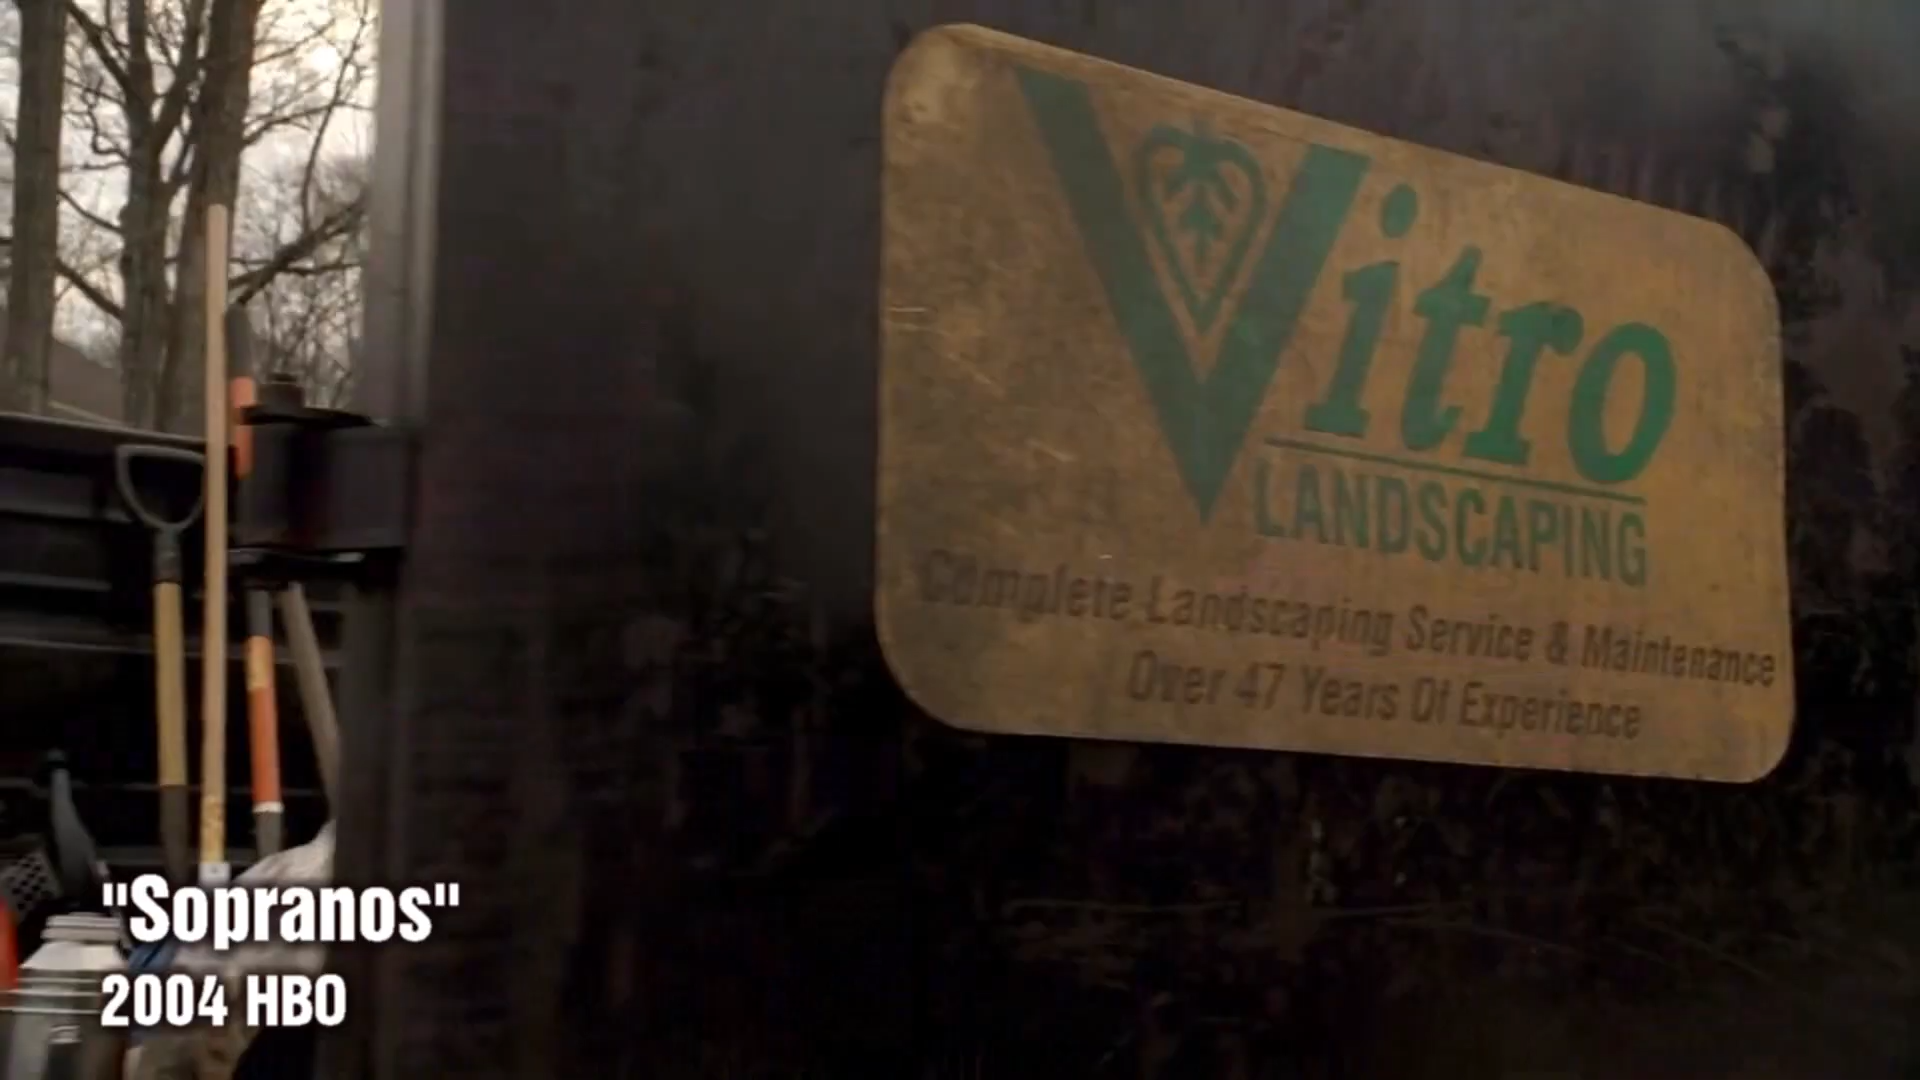 Vitro
LANDSCAPING
Complete Landscaping Service & Maintenance
Over 47 Years Of Experience
"Sopranos"
2004 HBO